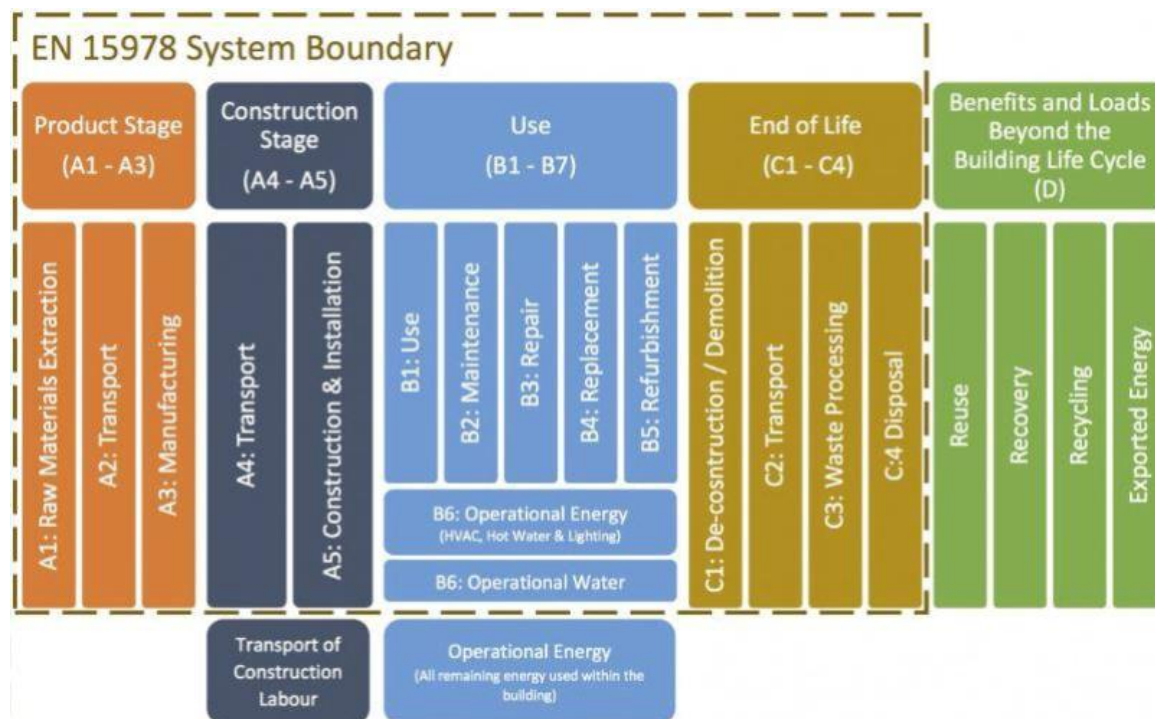 EN 15978 System Boundary
Product Stage
(A1 - A3)
Construction
Stage
(A4 - A5)
Use
(B1 - B7)
End of Life
(C1 - C4)
Benefits and Loads
Beyond the
Building Life Cycle
(D)
A1: Raw Materials Extraction
A2: Transport
A3: Manufacturing
A4: Transport
A5: Construction & Installation
B1: Use
B2: Maintenance
B3: Repair
B4: Replacement
B5: Refurbishment
B6: Operational Energy
(HVAC, Hot Water & Lighting)
B6: Operational Water
C1: De-cosntruction / Demolition
C2: Transport
C3: Waste Processing
C:4 Disposal
Reuse
Recovery
Recycling
Exported Energy
Transport of
Construction
Labour
Operational Energy
(All remaining energy used within the
building)